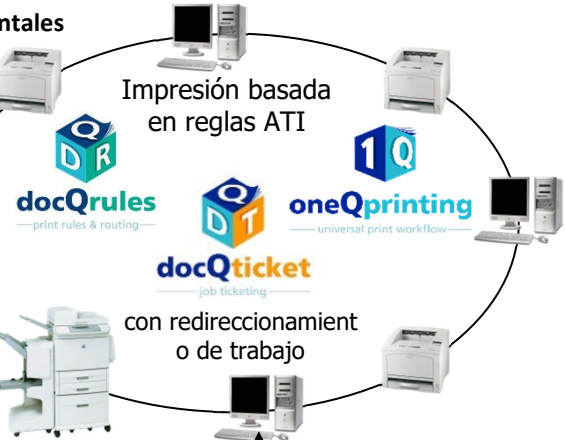 ntales
Impresión basada
en reglas ATI
Q
D R
docQrules
print rules & routing
1 Q
oneQprinting
universal print workflow
Q
D T
docQticket
job ticketing
con redireccionamient
o de trabajo